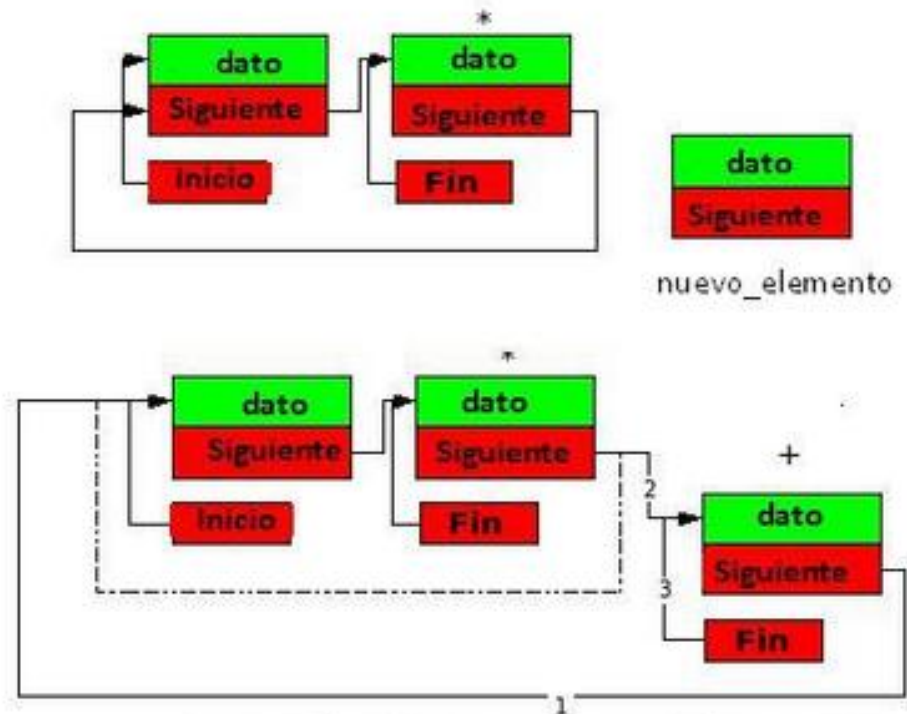 *
dato
dato
Siguiente
Siguiente
Inicio
Fin
dato
Siguiente
nuevo_elemento
*
dato
dato
Siguiente
Siguiente
Inicio
Fin
2
+
dato
3
Siguiente
Fin
1